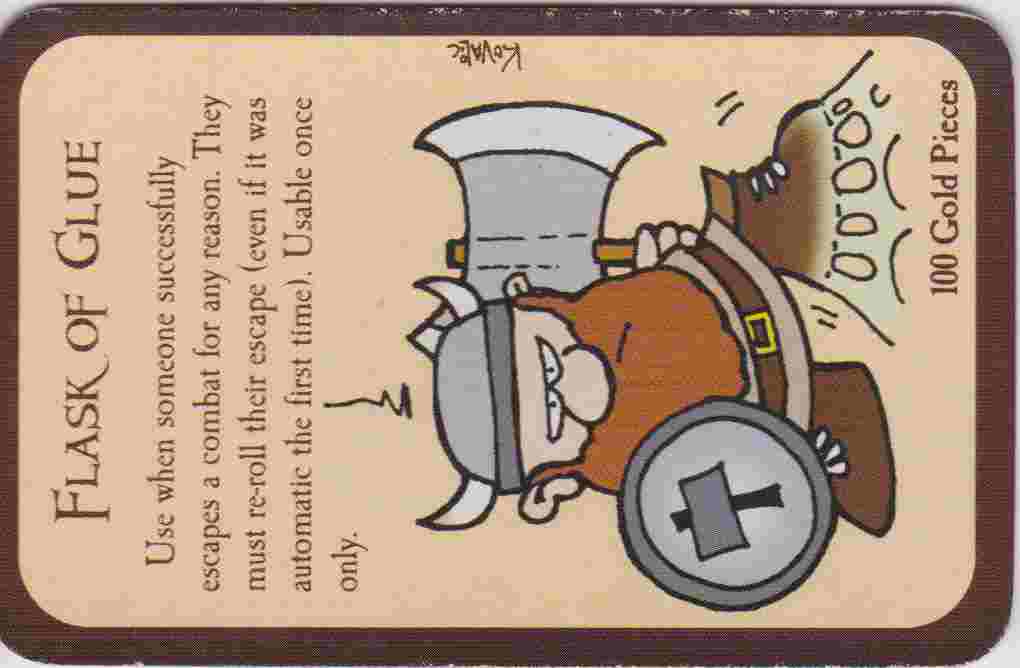 FLASK OF GLUE
Use when someone successfully
escapes a combat for any reason. They
must re-roll their escape (even if it was
automatic the first time). Usable once
only.
KOVALIC
100 Gold Pieces